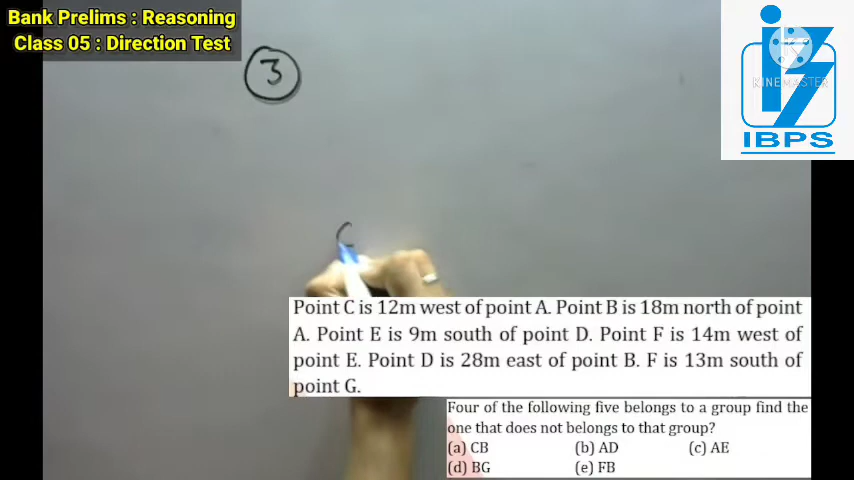 Bank Prelims : Reasoning
Class 05 : Direction Test
3
KINEMASTER
IBPS
C
Point C is 12m west of point A. Point B is 18m north of point
A. Point E is 9m south of point D. Point F is 14m west of
point E. Point D is 28m east of point B. F is 13m south of
point G.
Four of the following five belongs to a group find the
one that does not belongs to that group?
(a) CB (b) AD (c) AE
(d) BG (e) FB